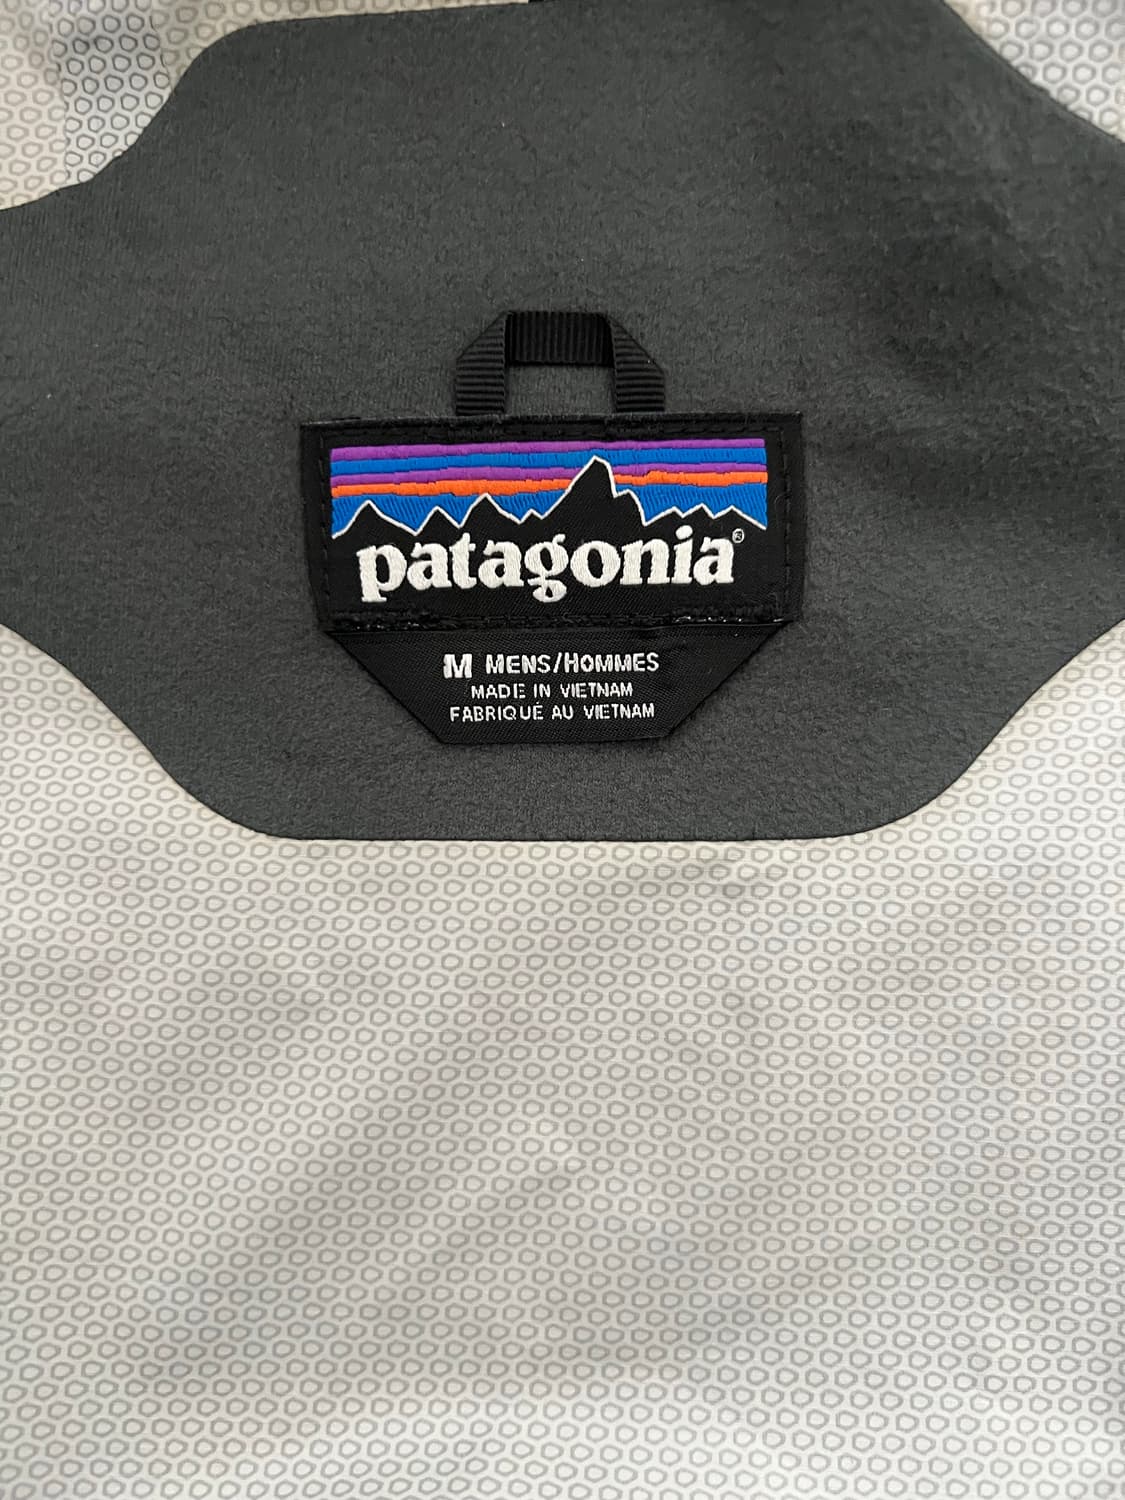 patagonia®
M MENS/HOMMES
MADE IN VIETNAM
FABRIQUÉ AU VIETNAM